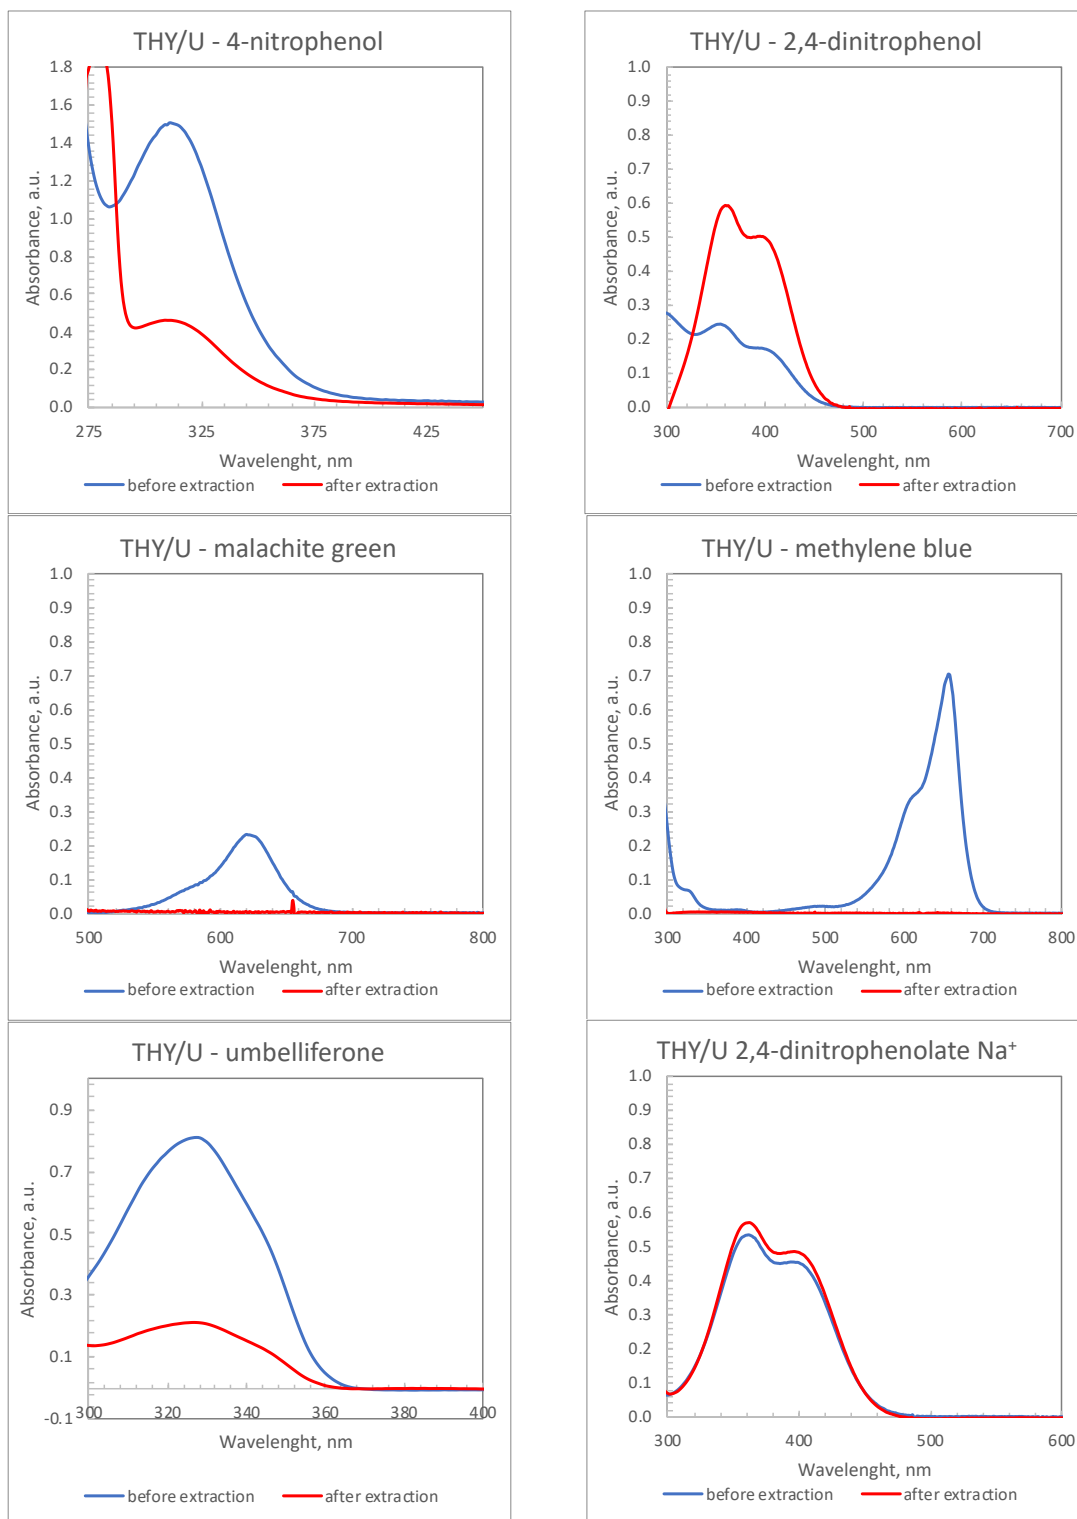 THY/U - 4-nitrophenol
1.8
1.6
1.4
1.2
1.0
0.8
0.6
0.4
0.2
0.0
Absorbance, a.u.
275 325 375 425
Wavelenght, nm
before extraction after extraction
THY/U - 2,4-dinitrophenol
1.0
0.9
0.8
0.7
0.6
0.5
0.4
0.3
0.2
0.1
0.0
Absorbance, a.u.
300 400 500 600 700
Wavelenght, nm
before extraction after extraction
THY/U - malachite green
1.0
0.9
0.8
0.7
0.6
0.5
0.4
0.3
0.2
0.1
0.0
Absorbance, a.u.
500 600 700 800
Wavelenght, nm
before extraction after extraction
THY/U - methylene blue
1.0
0.9
0.8
0.7
0.6
0.5
0.4
0.3
0.2
0.1
0.0
Absorbance, a.u.
300 400 500 600 700 800
Wavelenght, nm
before extraction after extraction
THY/U - umbelliferone
0.9
0.7
0.5
0.3
0.1
-0.1
Absorbance, a.u.
300 320 340 360 380 400
Wavelenght, nm
before extraction after extraction
THY/U 2,4-dinitrophenolate Na⁺
1.0
0.9
0.8
0.7
0.6
0.5
0.4
0.3
0.2
0.1
0.0
Absorbance, a.u.
300 400 500 600
Wavelenght, nm
before extraction after extraction